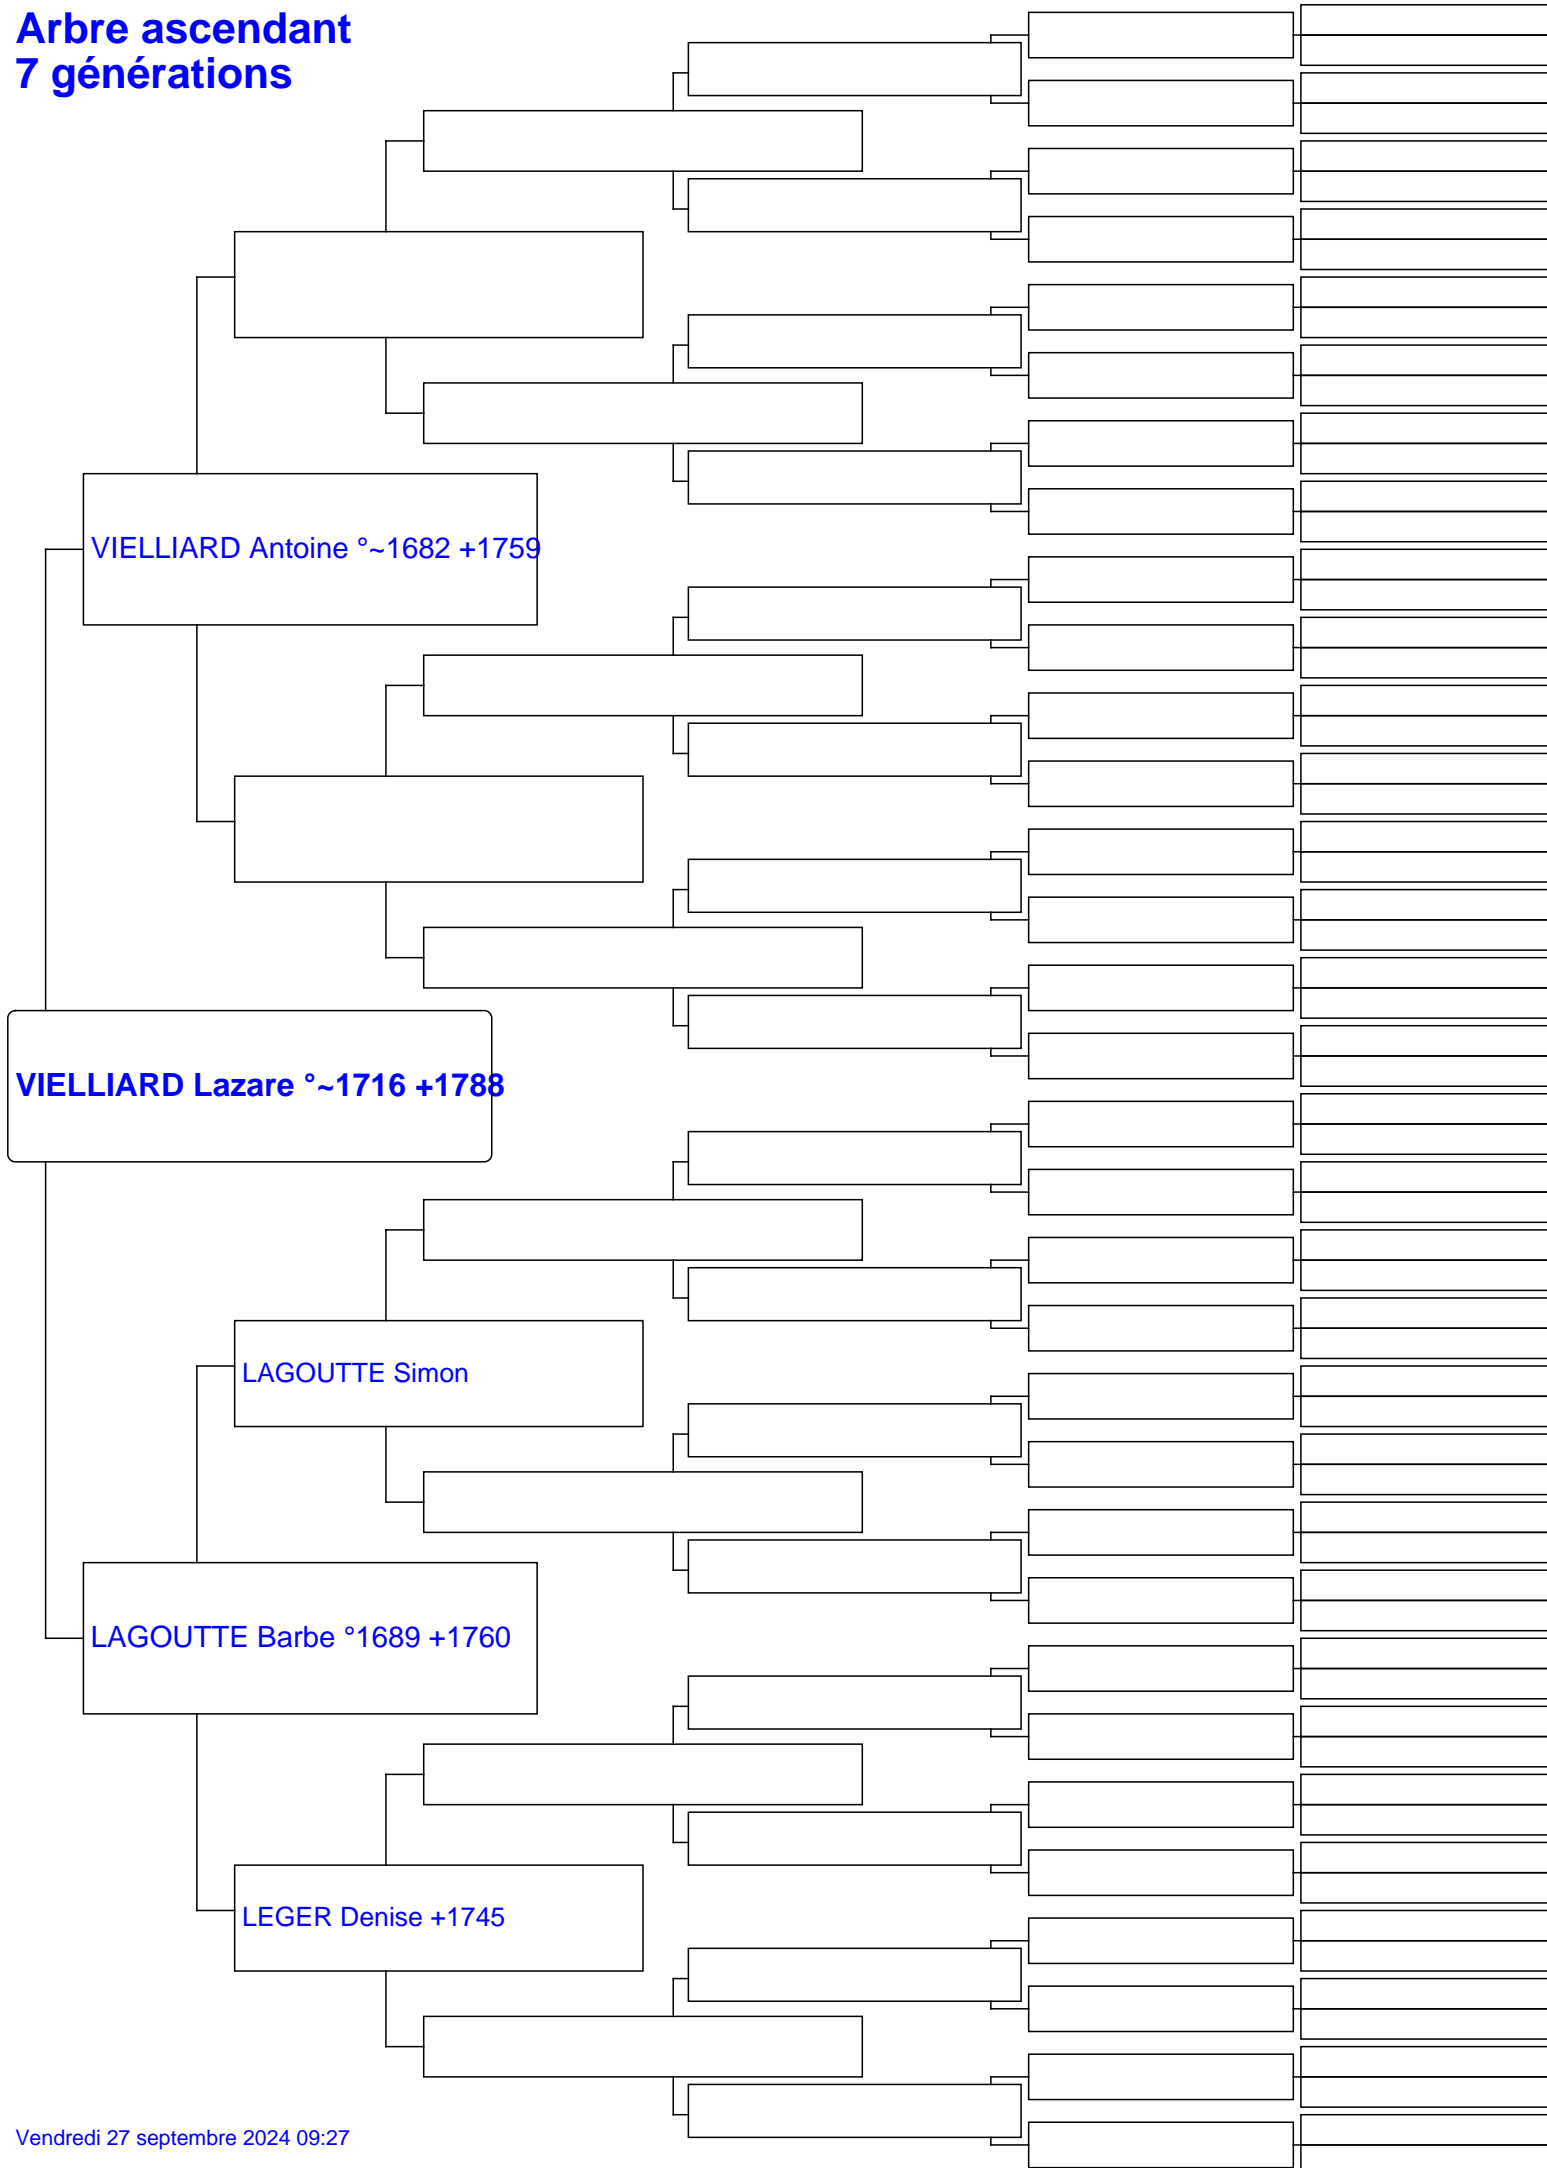 Arbre ascendant
7 générations
VIELLIARD Antoine °~1682 +1759
VIELLIARD Lazare °~1716 +1788
LAGOUTTE Simon
LAGOUTTE Barbe °1689 +1760
LEGER Denise +1745
Vendredi 27 septembre 2024 09:27